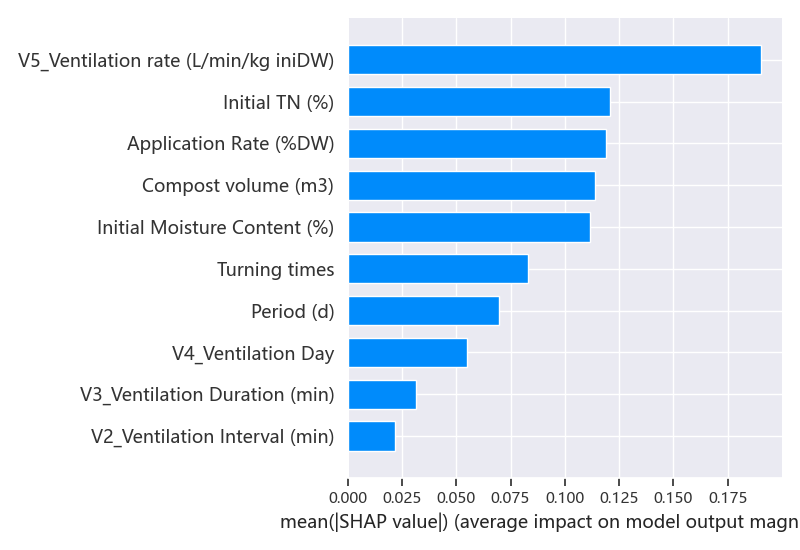 V5_Ventilation rate (L/min/kg iniDW)
Initial TN (%)
Application Rate (%DW)
Compost volume (m3)
Initial Moisture Content (%)
Turning times
Period (d)
V4_Ventilation Day
V3_Ventilation Duration (min)
V2_Ventilation Interval (min)
0.000 0.025 0.050 0.075 0.100 0.125 0.150 0.175
mean(|SHAP value|) (average impact on model output magn